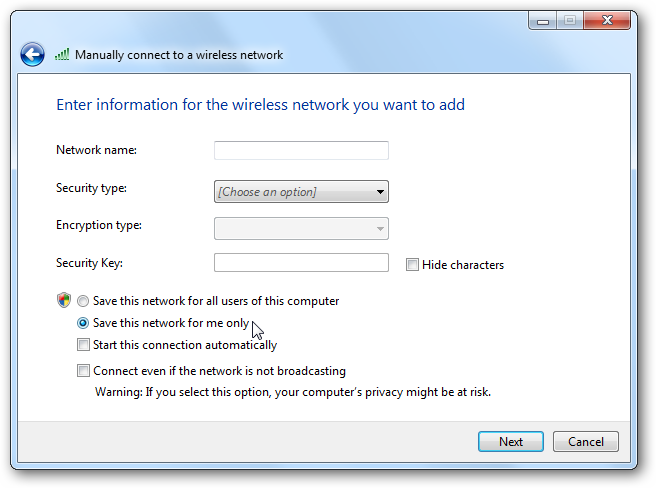 Manually connect to a wireless network
Enter information for the wireless network you want to add
Network name:
Security type: [Choose an option]
Encryption type:
Security Key: Hide characters
Save this network for all users of this computer
Save this network for me only
Start this connection automatically
Connect even if the network is not broadcasting
Warning: If you select this option, your computer's privacy might be at risk.
Next Cancel